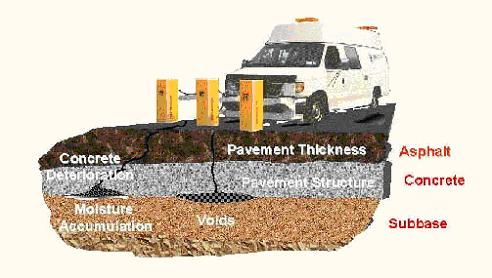 Pavement Thickness
Asphalt
Concrete
Deterioration
Pavement Structure
Concrete
Moisture
Accumulation
Voids
Subbase